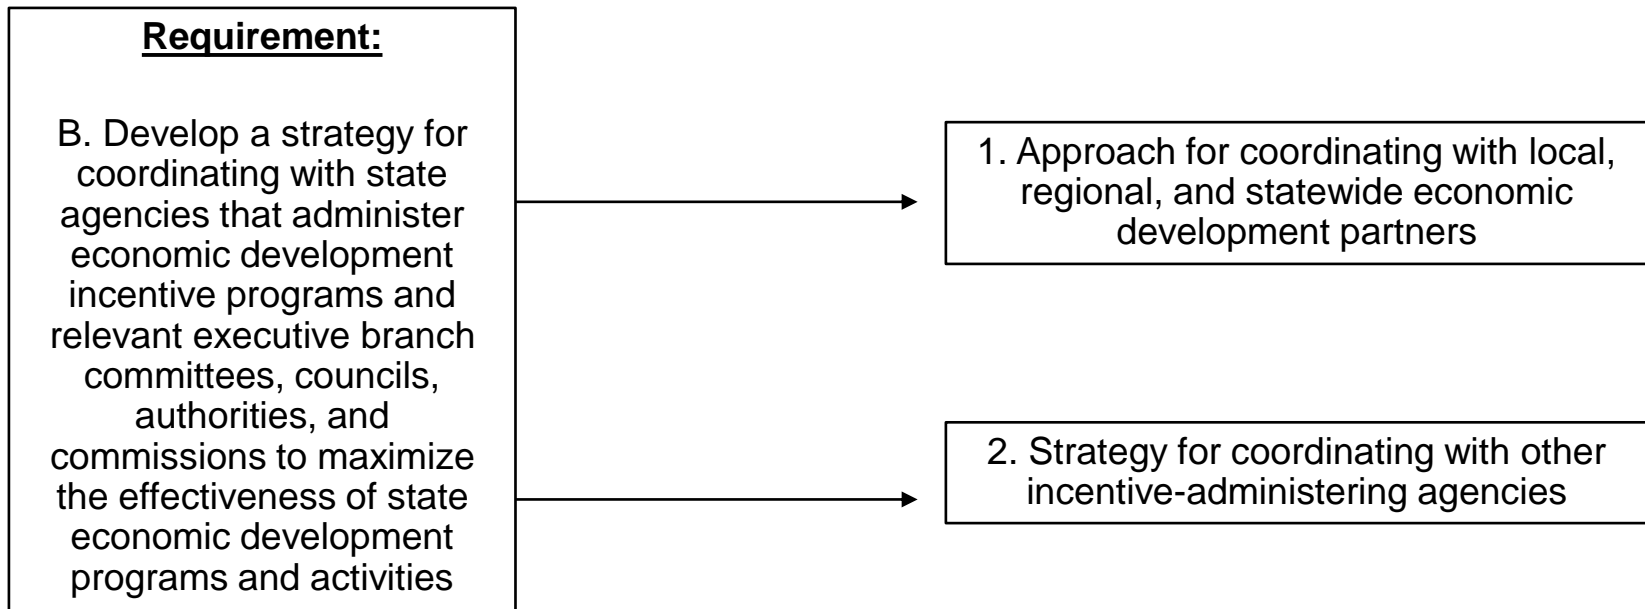 Requirement:
B. Develop a strategy for
coordinating with state
agencies that administer
economic development
incentive programs and
relevant executive branch
committees, councils,
authorities, and
commissions to maximize
the effectiveness of state
economic development
programs and activities
1. Approach for coordinating with local,
regional, and statewide economic
development partners
2. Strategy for coordinating with other
incentive-administering agencies